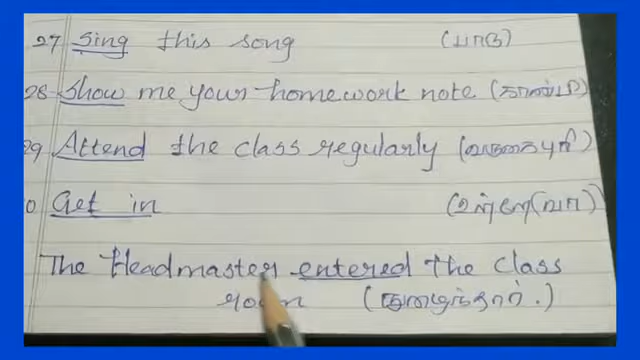 27 Sing this song (பாடு)
28 Show me your homework note (காண்பி)
29 Attend the class regularly (வருகைபுரி)
0 Get in (உள்ளே(வா))
The Headmaster entered the class
room (நுழைந்தார்.)